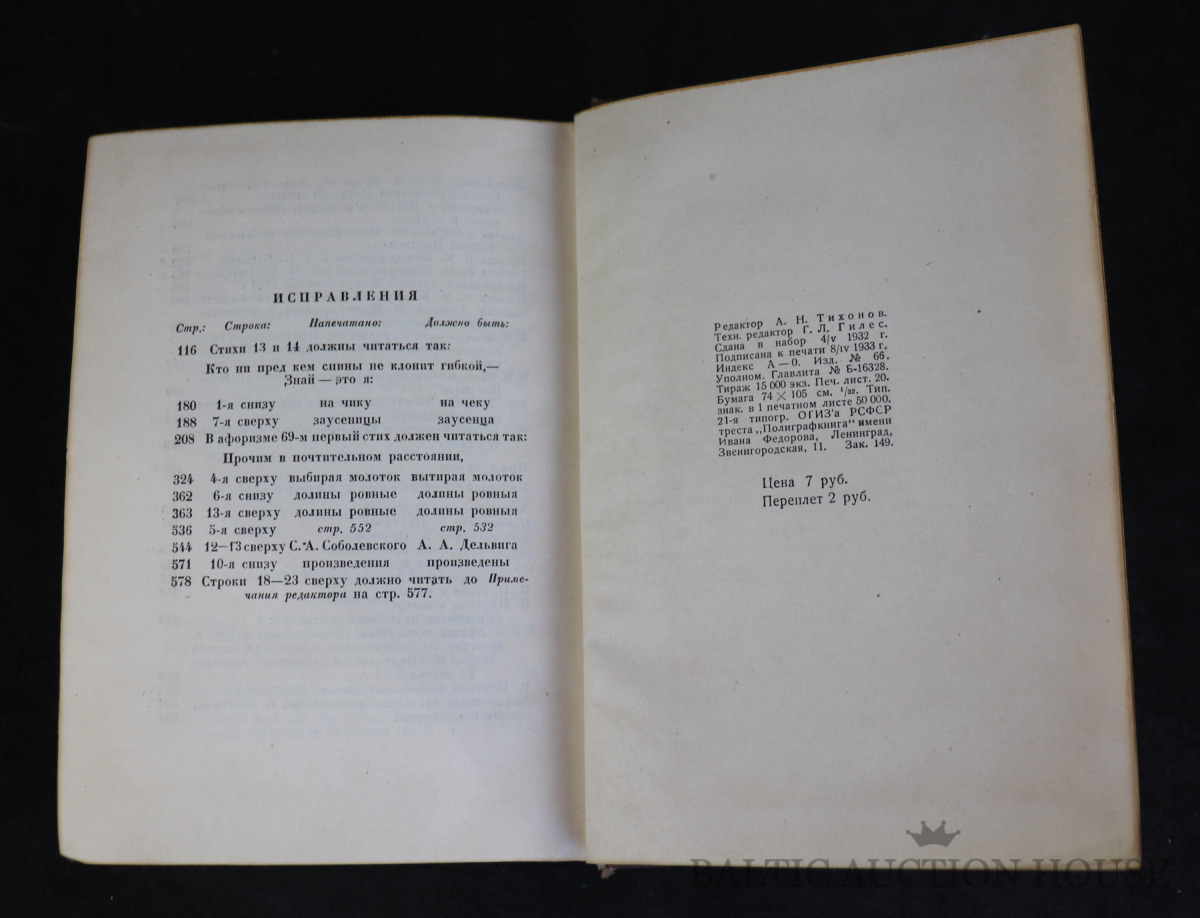 ИСПРАВЛЕНИЯ
Стр.: Строка: Напечатано: Должно быть:
116 Стихи 13 и 14 должны читаться так:
Кто ни пред кем спины не клонит гибкой,—
Знай — это я:
180 1-я снизу на чику на чеку
188 7-я сверху заусеницы заусенца
208 В афоризме 69-м первый стих должен читаться так:
Прочим в почтительном расстоянии,
324 4-я сверху выбирая молоток вытирая молоток
362 6-я снизу долины ровные долины ровныя
363 13-я сверху долины ровные долины ровныя
536 5-я сверху стр. 552 стр. 532
544 12—13 сверху С. А. Соболевского А. А. Дельвига
571 10-я снизу произведения произведены
578 Строки 18—23 сверху должно читать до Приме-
чания редактора на стр. 577.
Редактор А. Н. Тихонов.
Техн. редактор Г. Л. Гилес.
Сдана в набор 4/v 1932 г.
Подписана к печати 8/iv 1933 г.
Индекс А—0. Изд. № 66.
Уполном. Главлита № Б-16328.
Тираж 15 000 экз. Печ. лист. 20.
Бумага 74 × 105 см. 1/32. Тип.
знак. в 1 печатном листе 50 000.
21-я типогр. ОГИЗ'а РСФСР
треста „Полиграфкнига" имени
Ивана Федорова, Ленинград,
Звенигородская, 11. Зак. 149.
Цена 7 руб.
Переплет 2 руб.
BALTIC AUCTION HOUSE